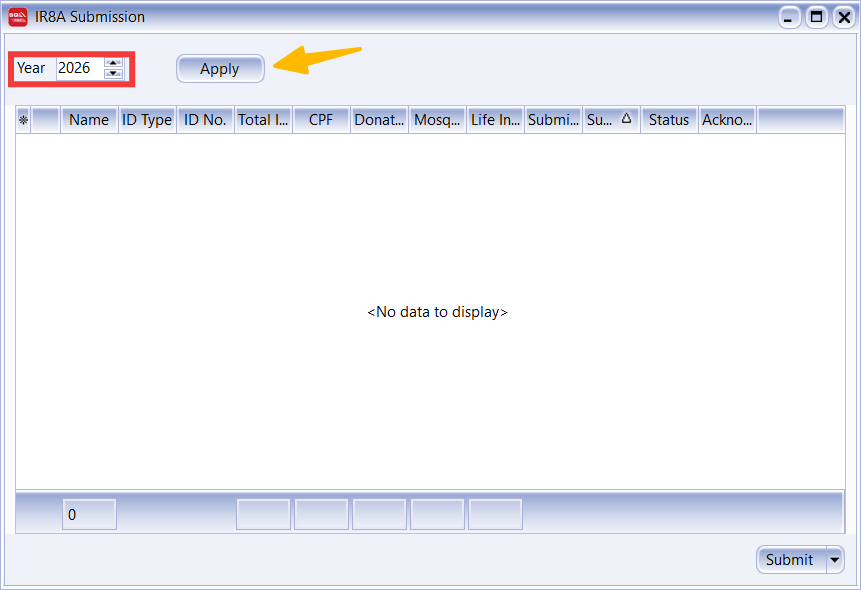 IR8A Submission
Year 2026 Apply
Name ID Type ID No. Total I... CPF Donat... Mosq... Life In... Submi... Su... Status Ackno...
<No data to display>
0
Submit